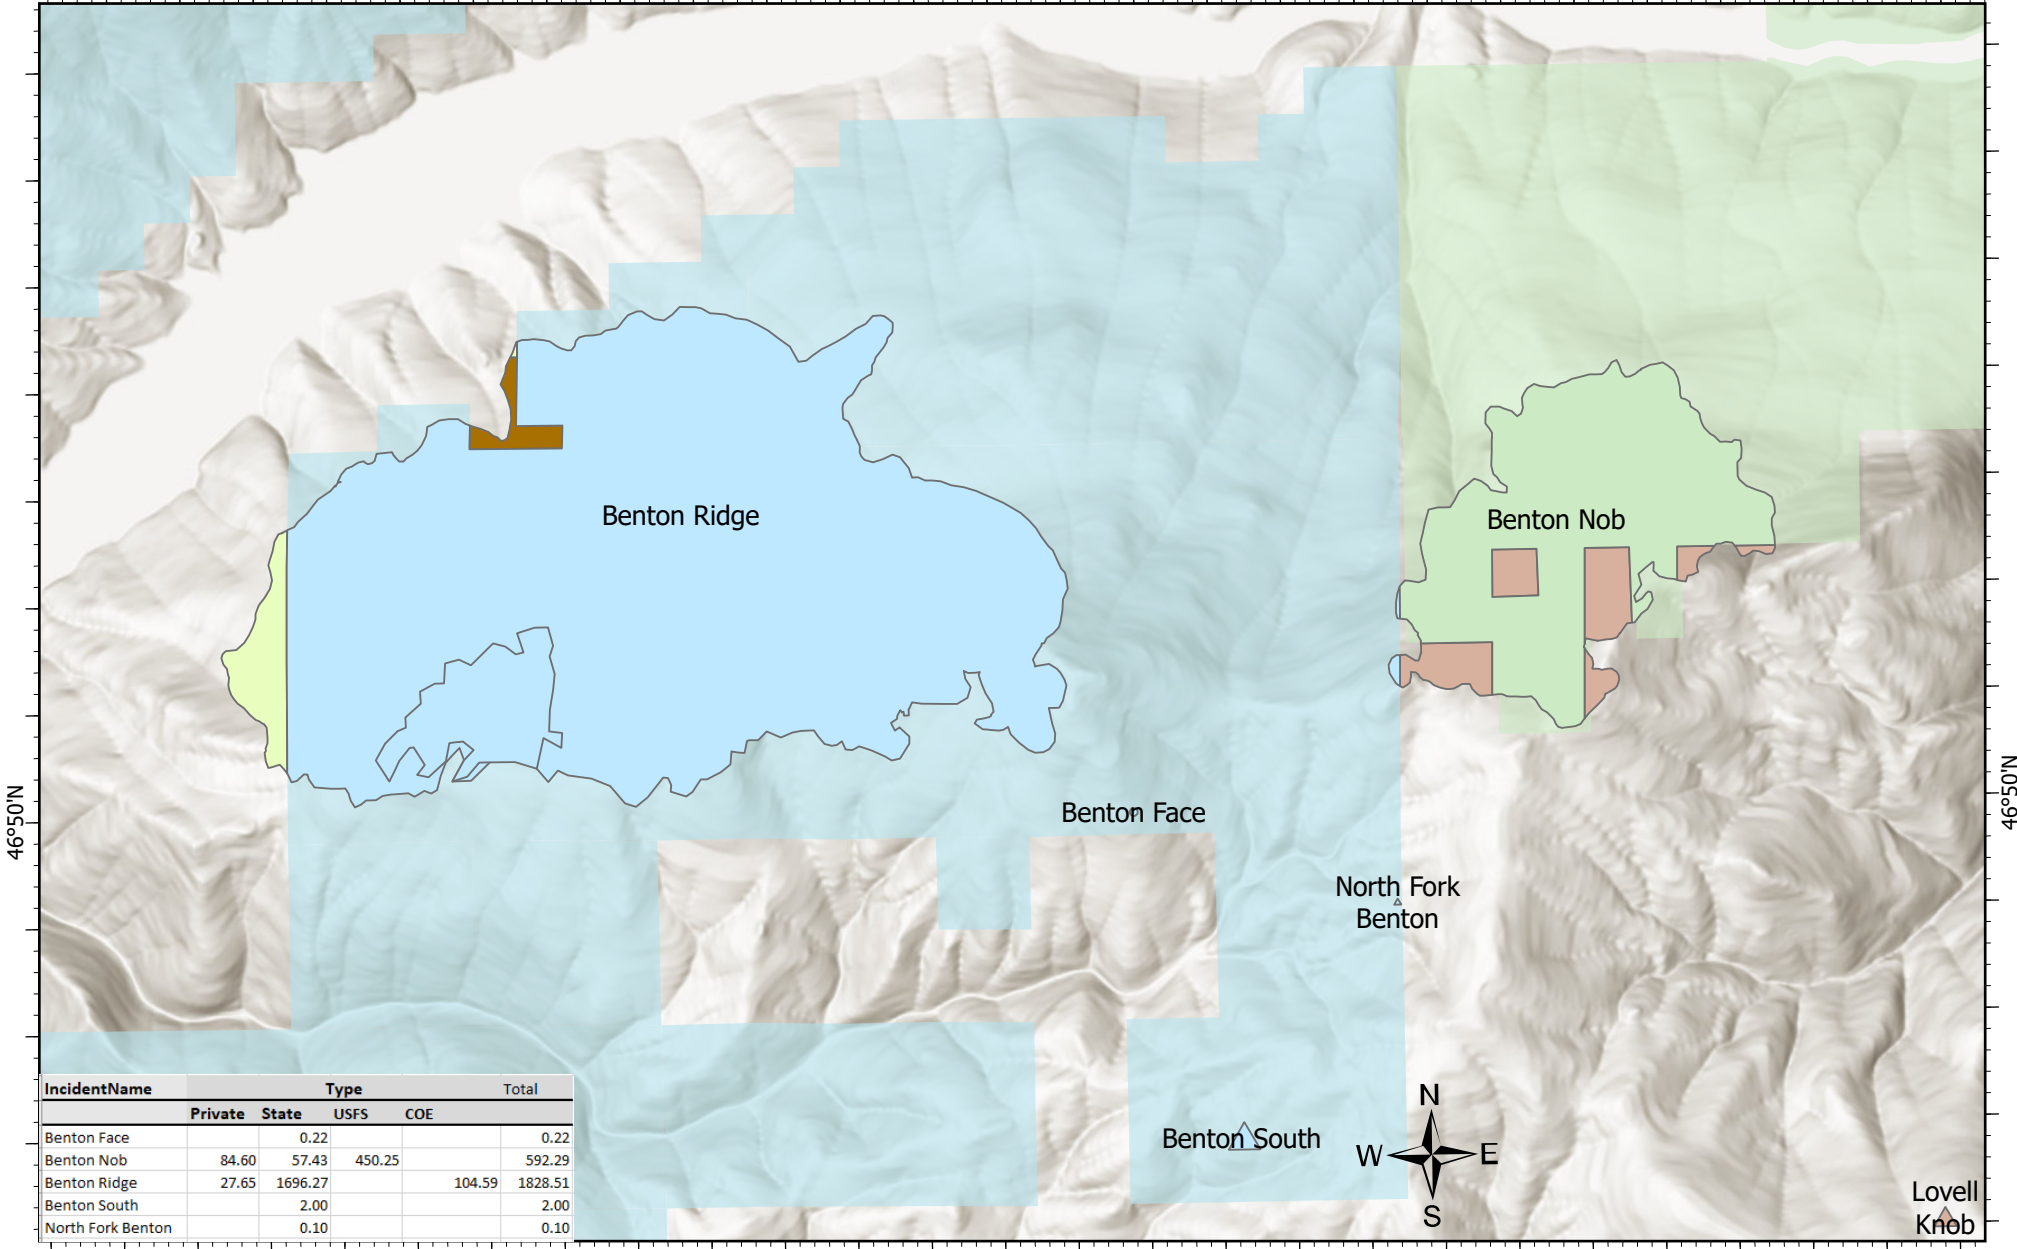 Benton Ridge
Benton Nob
46°50'N
46°50'N
Benton Face
North Fork
Benton
Benton South
N
W
E
S
Lovell
Knob
IncidentName Type Total
Private State USFS COE
Benton Face 0.22 0.22
Benton Nob 84.60 57.43 450.25 592.29
Benton Ridge 27.65 1696.27 104.59 1828.51
Benton South 2.00 2.00
North Fork Benton 0.10 0.10